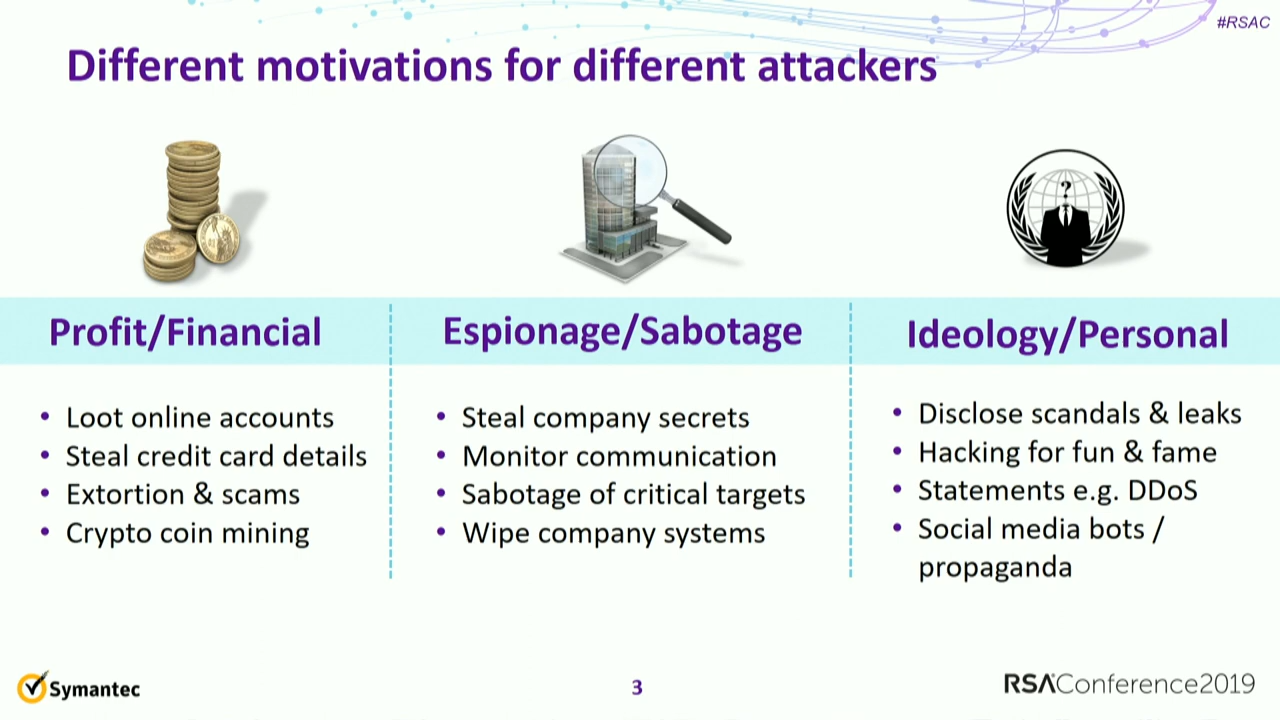 #RSAC
Different motivations for different attackers
?
Profit/Financial
Espionage/Sabotage
Ideology/Personal
• Loot online accounts
• Steal credit card details
• Extortion & scams
• Crypto coin mining
• Steal company secrets
• Monitor communication
• Sabotage of critical targets
• Wipe company systems
• Disclose scandals & leaks
• Hacking for fun & fame
• Statements e.g. DDoS
• Social media bots /
propaganda
Symantec
3
RSAConference2019